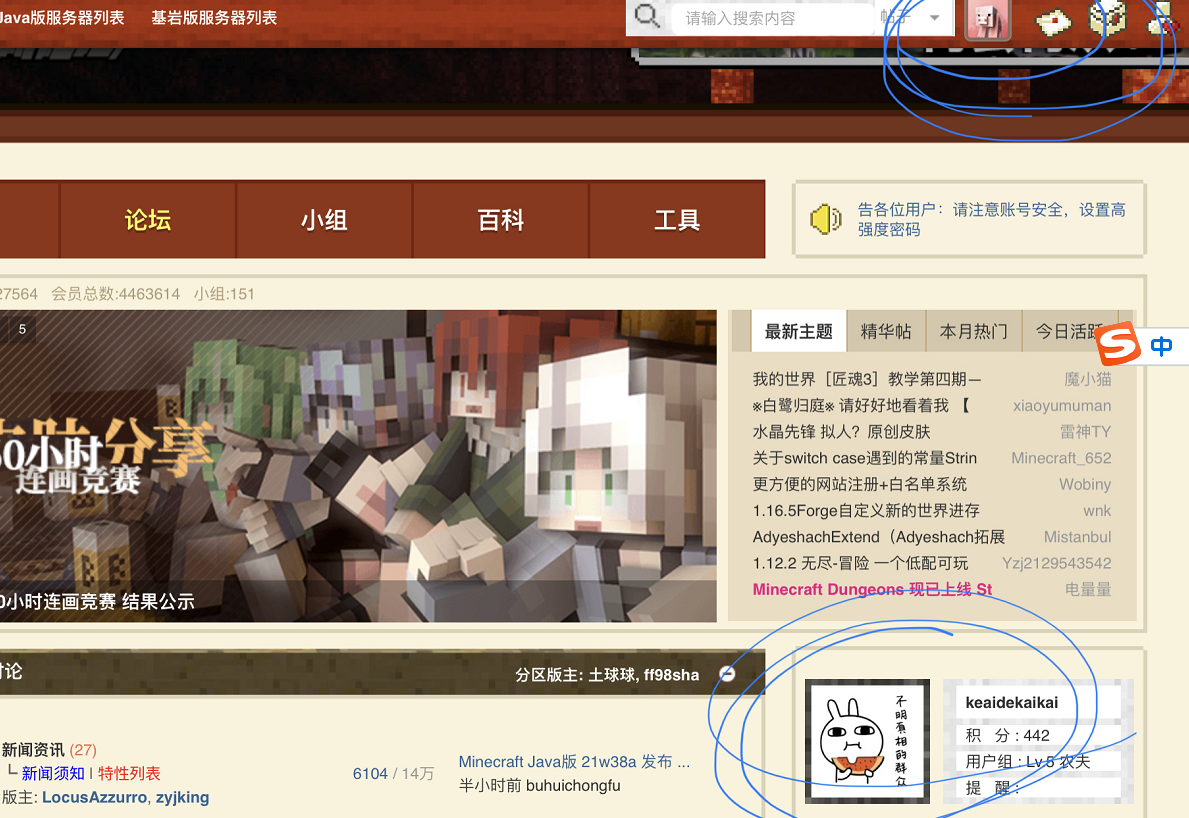 Java版服务器列表 基岩版服务器列表
请输入搜索内容
帖子
论坛 小组 百科 工具
告各位用户：请注意账号安全，设置高
强度密码
27564 会员总数:4463614 小组:151
5
分享
50小时
连画竞赛
0小时连画竞赛 结果公示
最新主题 精华帖 本月热门 今日活跃
中
我的世界［匠魂3］教学第四期— 魔小猫
※白鹭归庭※ 请好好地看着我 【 xiaoyumuman
水晶先锋 拟人？原创皮肤 雷神TY
关于switch case遇到的常量Strin Minecraft_652
更方便的网站注册+白名单系统 Wobiny
1.16.5Forge自定义新的世界进存 wnk
AdyeshachExtend（Adyeshach拓展 Mistanbul
1.12.2 无尽-冒险 一个低配可玩 Yzj2129543542
Minecraft Dungeons 现已上线 St 电量量
讨论
分区版主: 土球球, ff98sha
新闻资讯 (27)
└ 新闻须知 | 特性列表
版主: LocusAzzurro, zyjking
6104 / 14万
Minecraft Java版 21w38a 发布 ...
半小时前 buhuichongfu
不明真相的群众
keaidekaikai
积 分 : 442
用户组 : Lv.5 农夫
提 醒 :